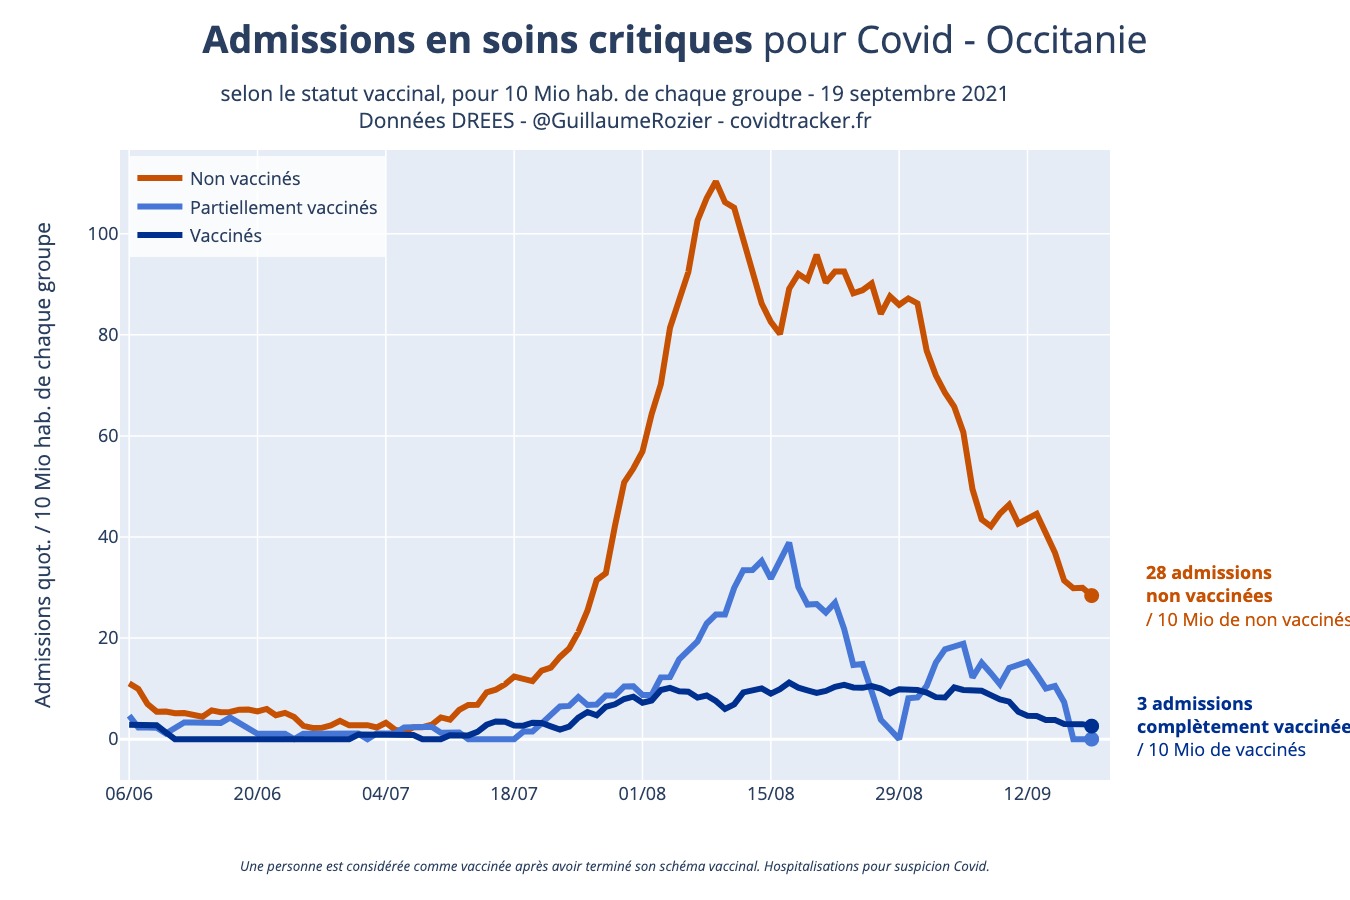 Admissions en soins critiques pour Covid - Occitanie
selon le statut vaccinal, pour 10 Mio hab. de chaque groupe - 19 septembre 2021
Données DREES - @GuillaumeRozier - covidtracker.fr
Non vaccinés
Partiellement vaccinés
Vaccinés
Admissions quot. / 10 Mio hab. de chaque groupe
100
80
60
40
20
0
28 admissions
non vaccinées
/ 10 Mio de non vaccinés
3 admissions
complètement vaccinée
/ 10 Mio de vaccinés
06/06 20/06 04/07 18/07 01/08 15/08 29/08 12/09
Une personne est considérée comme vaccinée après avoir terminé son schéma vaccinal. Hospitalisations pour suspicion Covid.